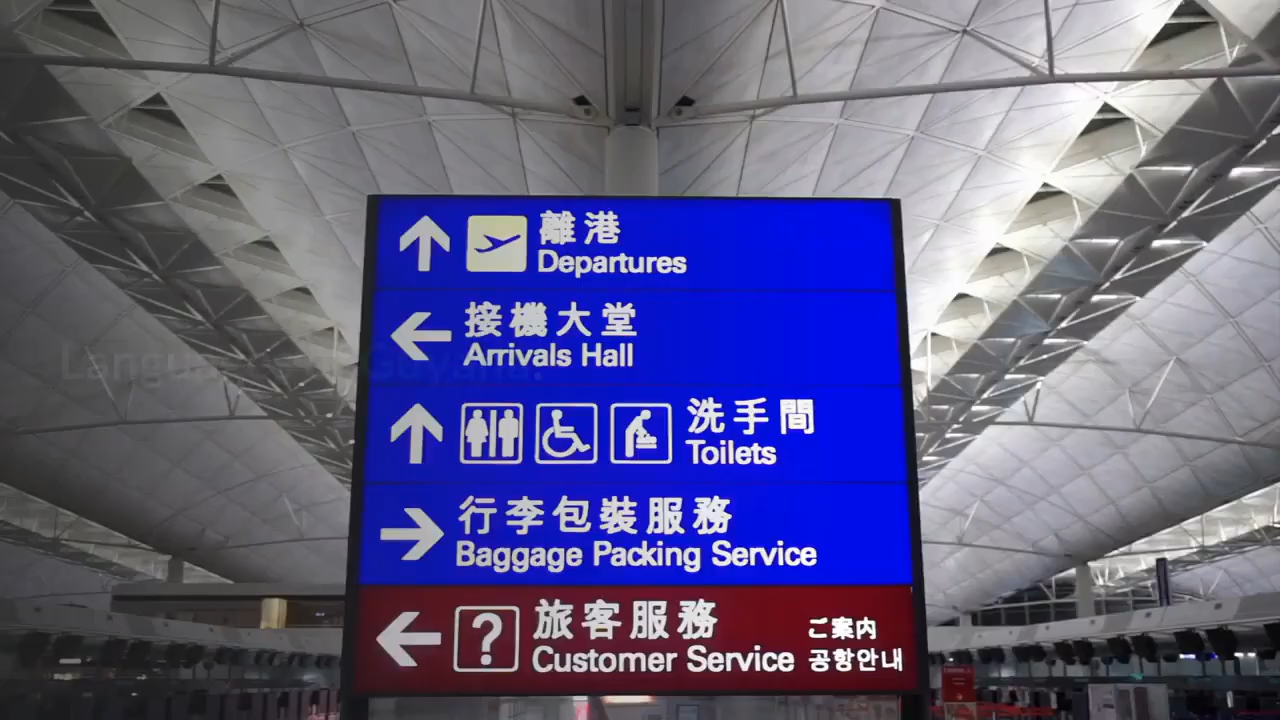 離港
Departures
接機大堂
Arrivals Hall
洗手間
Toilets
行李包裝服務
Baggage Packing Service
?
旅客服務
Customer Service
ご案内
공항안내